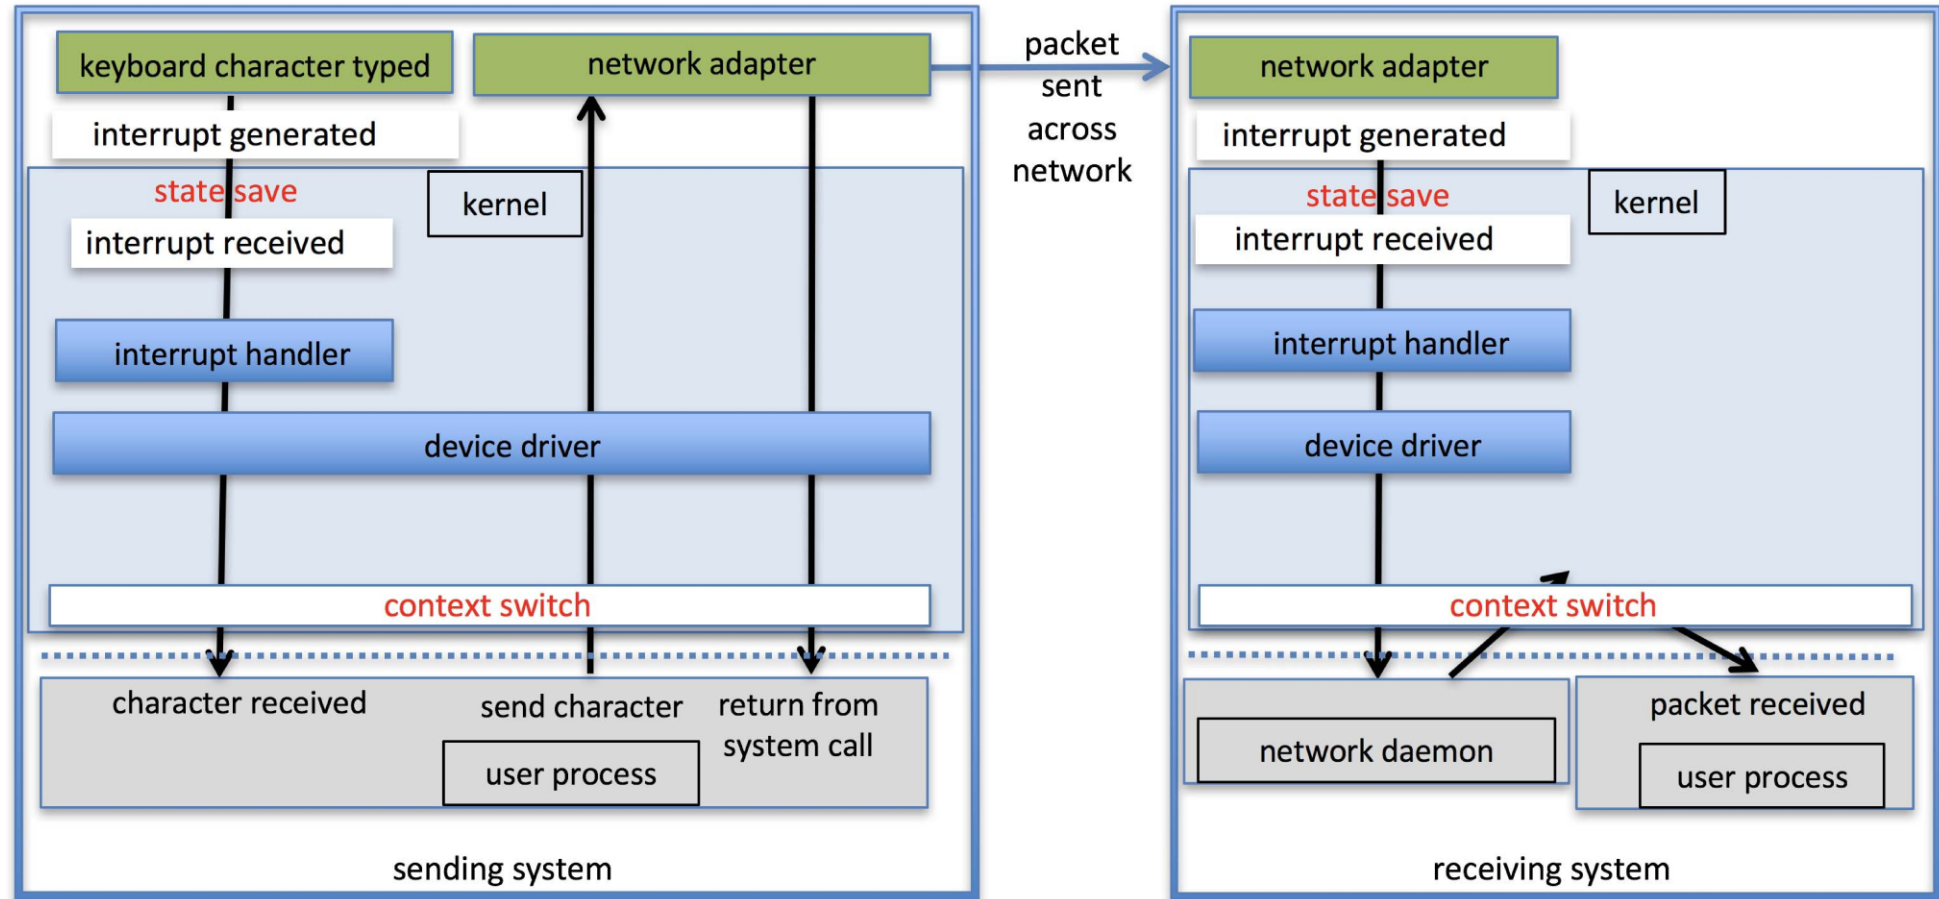 keyboard character typed
network adapter
interrupt generated
state save
kernel
interrupt received
interrupt handler
device driver
context switch
character received
send character
return from
system call
user process
sending system
packet
sent
across
network
network adapter
interrupt generated
state save
kernel
interrupt received
interrupt handler
device driver
context switch
network daemon
packet received
user process
receiving system